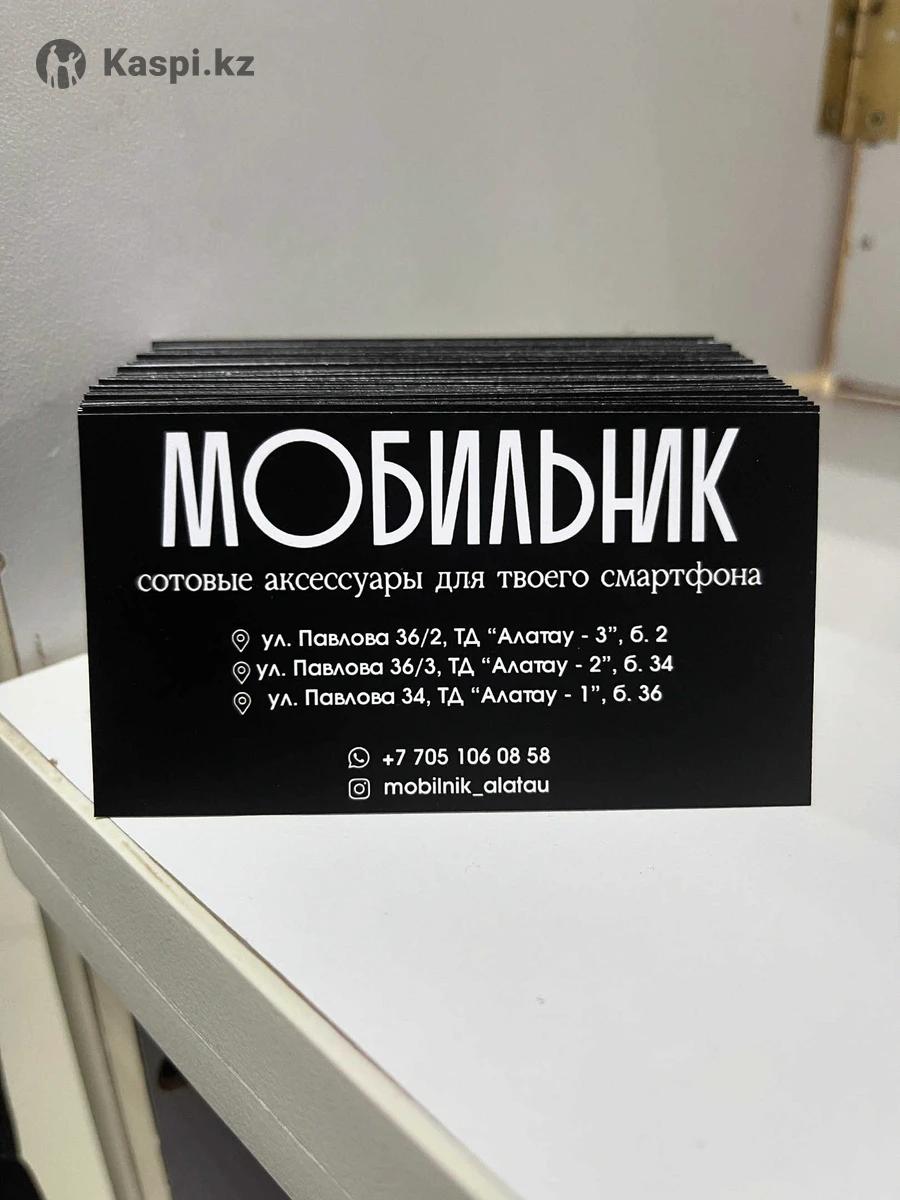 Kaspi.kz
МОБИЛЬНИК
сотовые аксессуары для твоего смартфона
ул. Павлова 36/2, ТД “Алатау - 3”, б. 2
ул. Павлова 36/3, ТД “Алатау - 2”, б. 34
ул. Павлова 34, ТД “Алатау - 1”, б. 36
+7 705 106 08 58
mobilnik_alatau